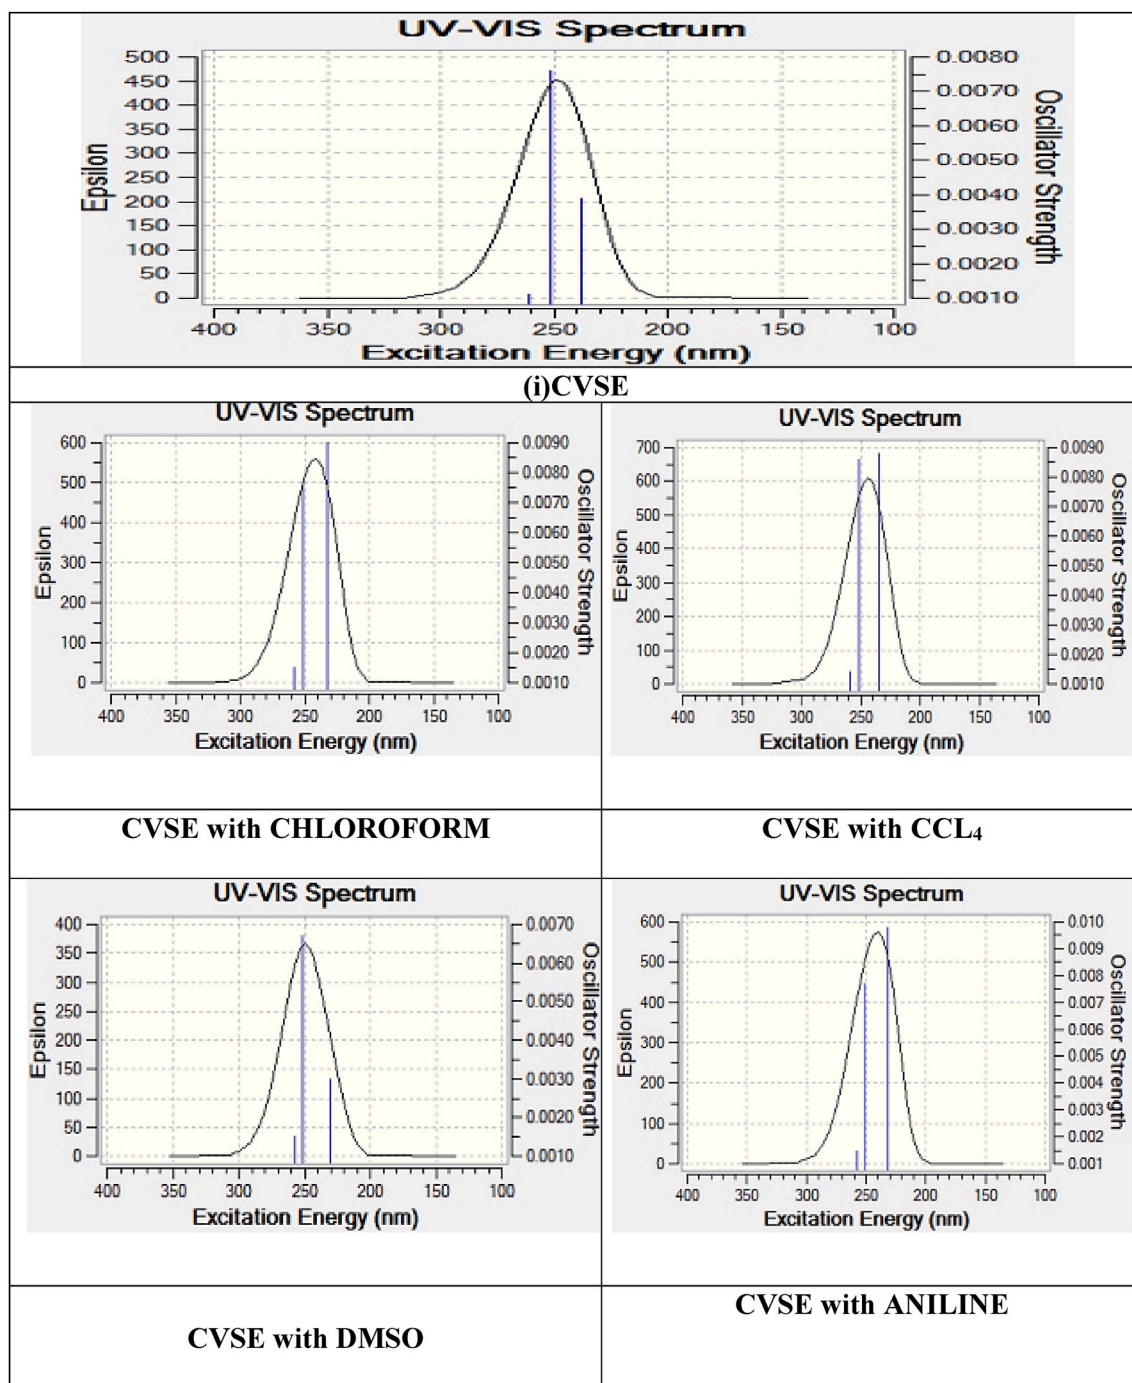 UV-VIS Spectrum
500
450
400
350
300
250
200
150
100
50
0
Epsilon
0.0080
0.0070
0.0060
0.0050
0.0040
0.0030
0.0020
0.0010
Oscillator Strength
400 350 300 250 200 150 100
Excitation Energy (nm)
(i)CVSE
UV-VIS Spectrum
600
500
400
300
200
100
0
Epsilon
0.0090
0.0080
0.0070
0.0060
0.0050
0.0040
0.0030
0.0020
0.0010
Oscillator Strength
400 350 300 250 200 150 100
Excitation Energy (nm)
CVSE with CHLOROFORM
UV-VIS Spectrum
700
600
500
400
300
200
100
0
Epsilon
0.0090
0.0080
0.0070
0.0060
0.0050
0.0040
0.0030
0.0020
0.0010
Oscillator Strength
400 350 300 250 200 150 100
Excitation Energy (nm)
CVSE with CCL₄
UV-VIS Spectrum
400
350
300
250
200
150
100
50
0
Epsilon
0.0070
0.0060
0.0050
0.0040
0.0030
0.0020
0.0010
Oscillator Strength
400 350 300 250 200 150 100
Excitation Energy (nm)
CVSE with DMSO
UV-VIS Spectrum
600
500
400
300
200
100
0
Epsilon
0.010
0.009
0.008
0.007
0.006
0.005
0.004
0.003
0.002
0.001
Oscillator Strength
400 350 300 250 200 150 100
Excitation Energy (nm)
CVSE with ANILINE